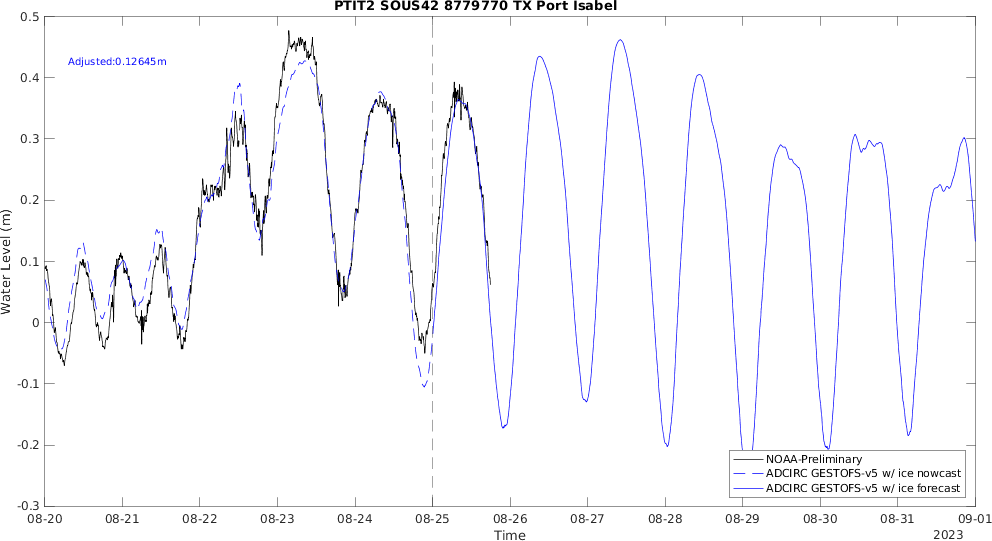 PTIT2 SOUS42 8779770 TX Port Isabel
Adjusted:0.12645m
Water Level (m)
0.5
0.4
0.3
0.2
0.1
0
-0.1
-0.2
-0.3
NOAA-Preliminary
ADCIRC GESTOFS-v5 w/ ice nowcast
ADCIRC GESTOFS-v5 w/ ice forecast
08-20 08-21 08-22 08-23 08-24 08-25 08-26 08-27 08-28 08-29 08-30 08-31 09-01
Time
2023